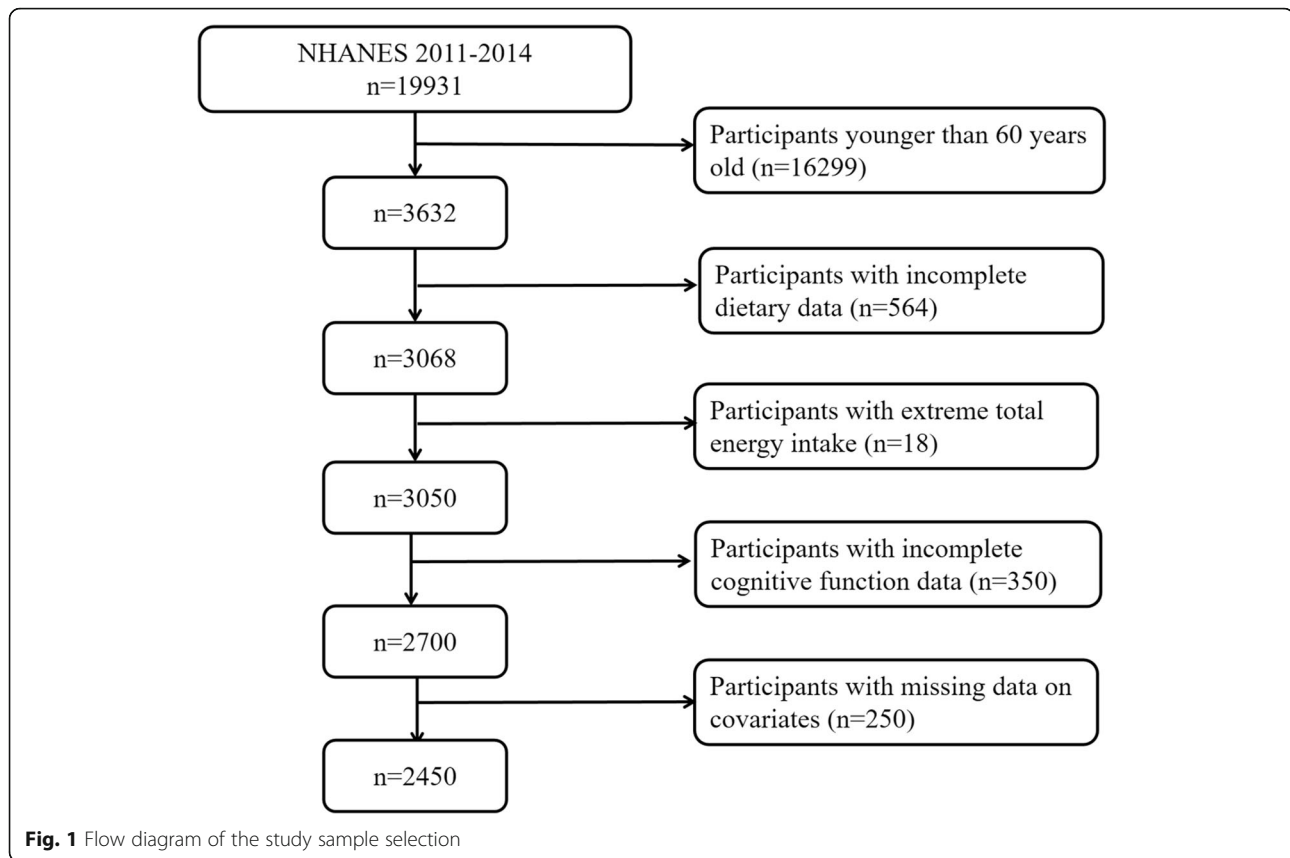 NHANES 2011-2014
n=19931
Participants younger than 60 years
old (n=16299)
n=3632
Participants with incomplete
dietary data (n=564)
n=3068
Participants with extreme total
energy intake (n=18)
n=3050
Participants with incomplete
cognitive function data (n=350)
n=2700
Participants with missing data on
covariates (n=250)
n=2450
Fig. 1 Flow diagram of the study sample selection